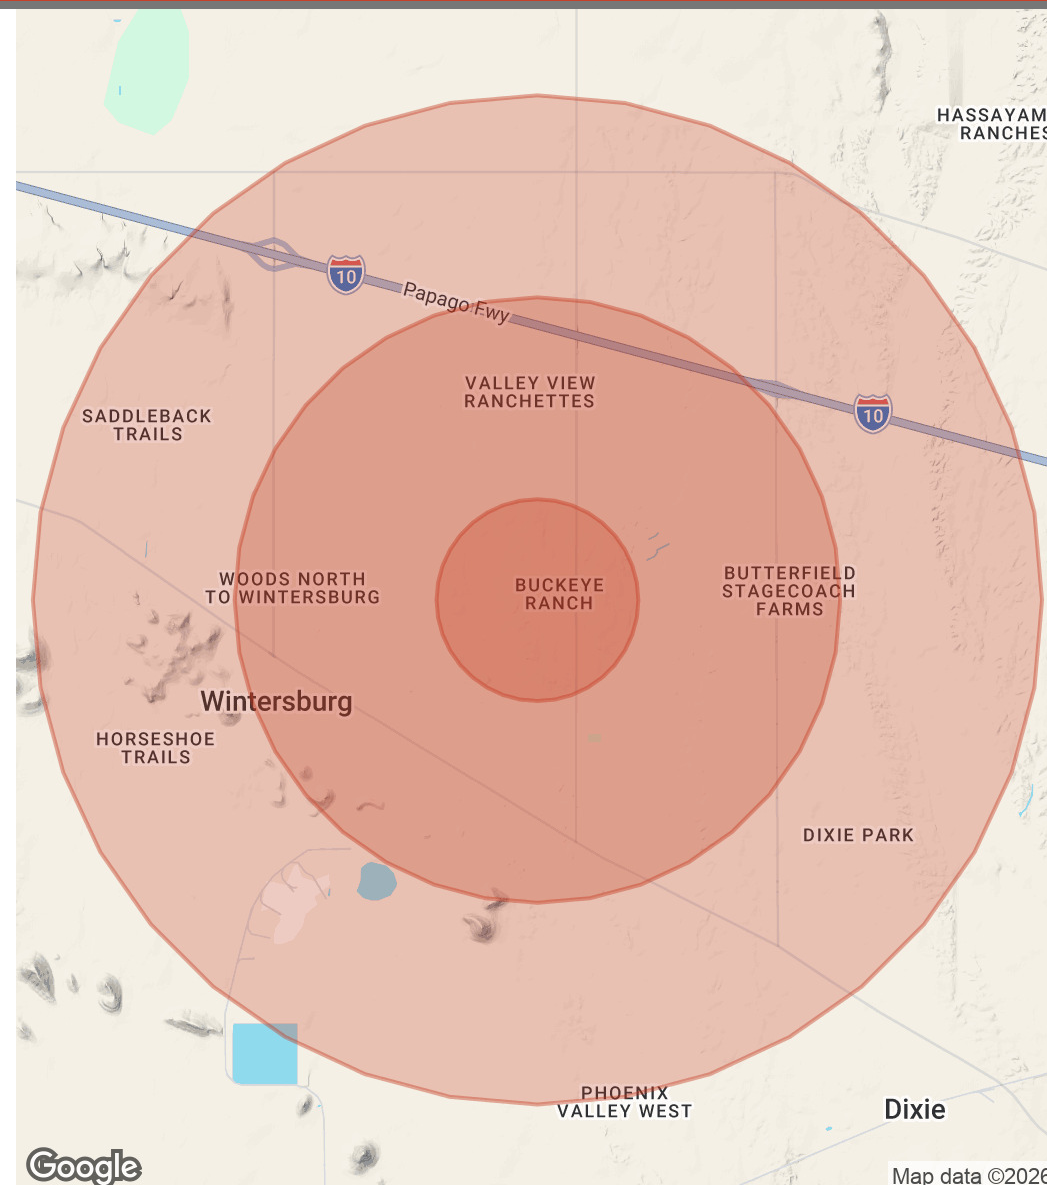 HASSAYAM
RANCHES
10
Papago Fwy
VALLEY VIEW
RANCHETTES
10
SADDLEBACK
TRAILS
WOODS NORTH
TO WINTERSBURG
BUCKEYE
RANCH
BUTTERFIELD
STAGECOACH
FARMS
Wintersburg
HORSESHOE
TRAILS
DIXIE PARK
PHOENIX
VALLEY WEST
Dixie
Google
Map data ©2026